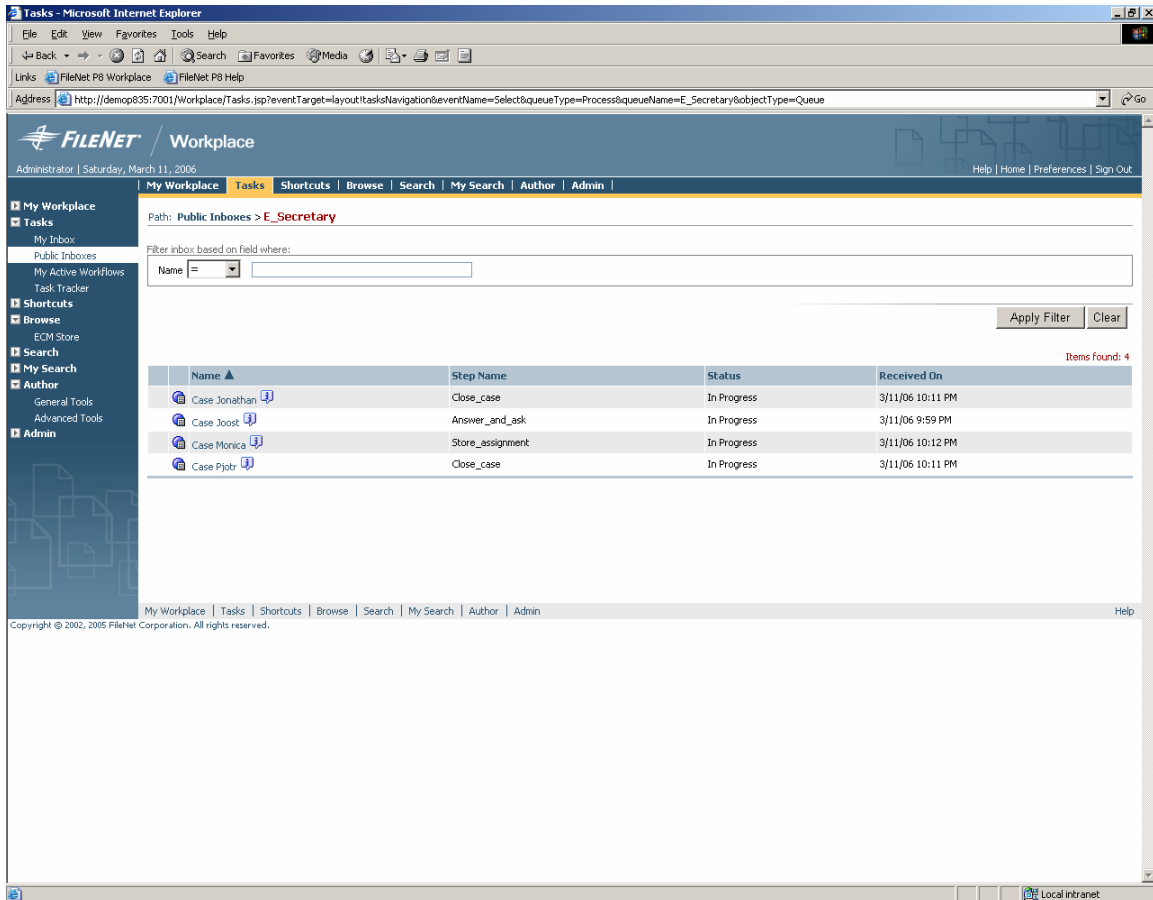 Tasks - Microsoft Internet Explorer
File Edit View Favorites Tools Help
Back Search Favorites Media
Links FileNet P8 Workplace FileNet P8 Help
Address http://demop835:7001/Workplace/Tasks.jsp?eventTarget=layout!tasksNavigation&eventName=Select&queueType=Process&queueName=E_Secretary&objectType=Queue Go
FILENET Workplace
Administrator | Saturday, March 11, 2006 Help | Home | Preferences | Sign Out
| My Workplace Tasks Shortcuts | Browse | Search | My Search | Author | Admin |
My Workplace
Tasks
My Inbox
Public Inboxes
My Active Workflows
Task Tracker
Shortcuts
Browse
ECM Store
Search
My Search
Author
General Tools
Advanced Tools
Admin
Path: Public Inboxes > E_Secretary
Filter inbox based on field where:
Name =
Apply Filter Clear
Items found: 4
Name Step Name Status Received On
Case Jonathan Close_case In Progress 3/11/06 10:11 PM
Case Joost Answer_and_ask In Progress 3/11/06 9:59 PM
Case Monica Store_assignment In Progress 3/11/06 10:12 PM
Case Pjotr Close_case In Progress 3/11/06 10:11 PM
My Workplace | Tasks | Shortcuts | Browse | Search | My Search | Author | Admin Help
Copyright © 2002, 2005 FileNet Corporation. All rights reserved.
Local intranet